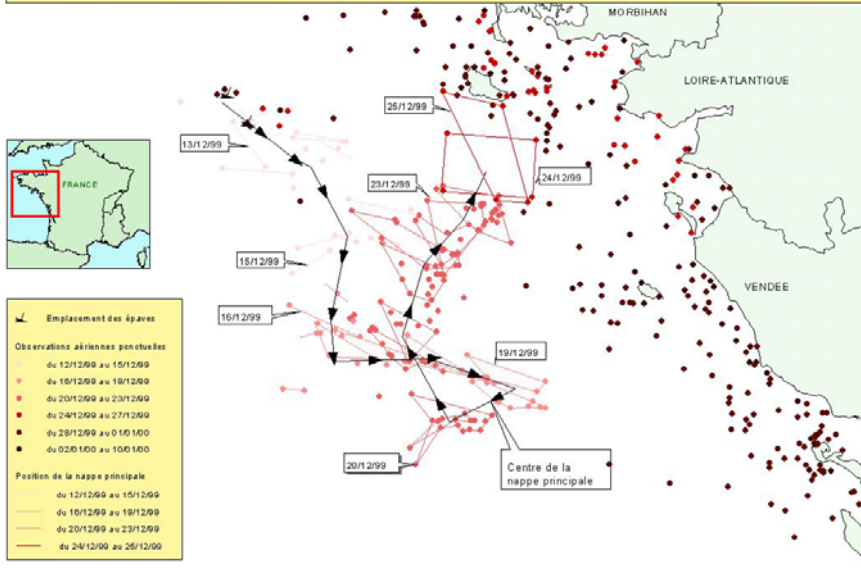 MORBIHAN
LOIRE-ATLANTIQUE
25/12/99
13/12/99
FRANCE
23/12/99
24/12/99
15/12/99
VENDEE
16/12/99
19/12/99
20/12/99
Centre de la
nappe principale
Emplacement des épaves
Observations aériennes ponctuelles
du 12/12/99 au 15/12/99
du 16/12/99 au 19/12/99
du 20/12/99 au 23/12/99
du 24/12/99 au 27/12/99
du 28/12/99 au 01/01/00
du 02/01/00 au 10/01/00
Position de la nappe principale
du 12/12/99 au 15/12/99
du 16/12/99 au 19/12/99
du 20/12/99 au 23/12/99
du 24/12/99 au 26/12/99